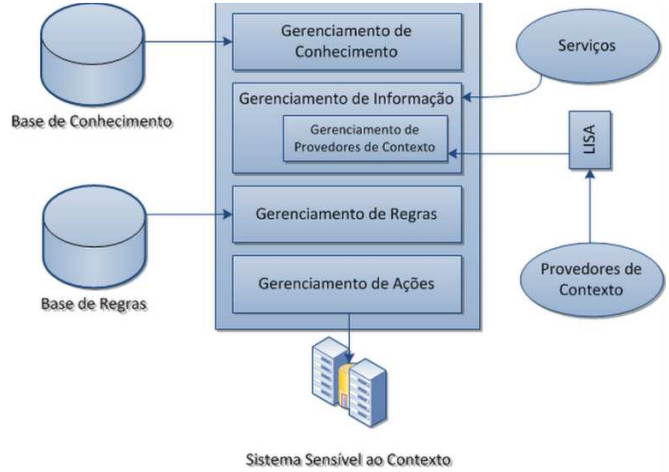 Gerenciamento de
Conhecimento
Serviços
Base de Conhecimento
Gerenciamento de Informação
Gerenciamento de
Provedores de Contexto
LISA
Gerenciamento de Regras
Base de Regras
Provedores de
Contexto
Gerenciamento de Ações
Sistema Sensível ao Contexto